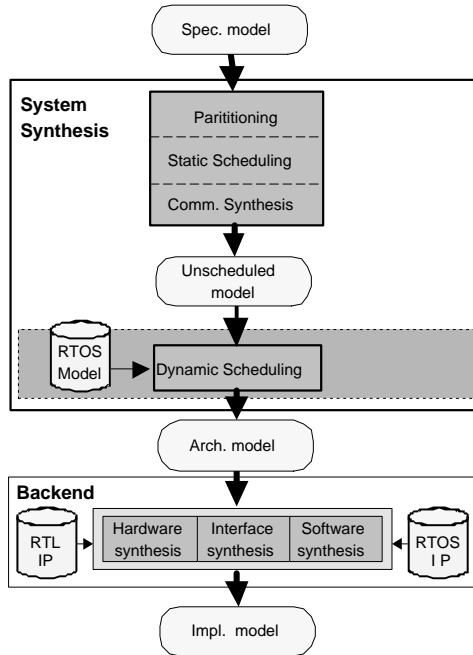 Spec. model
System
Synthesis
Parititioning
Static Scheduling
Comm. Synthesis
Unscheduled
model
RTOS
Model
Dynamic Scheduling
Arch. model
Backend
RTL
IP
Hardware
synthesis
Interface
synthesis
Software
synthesis
RTOS
I P
Impl. model